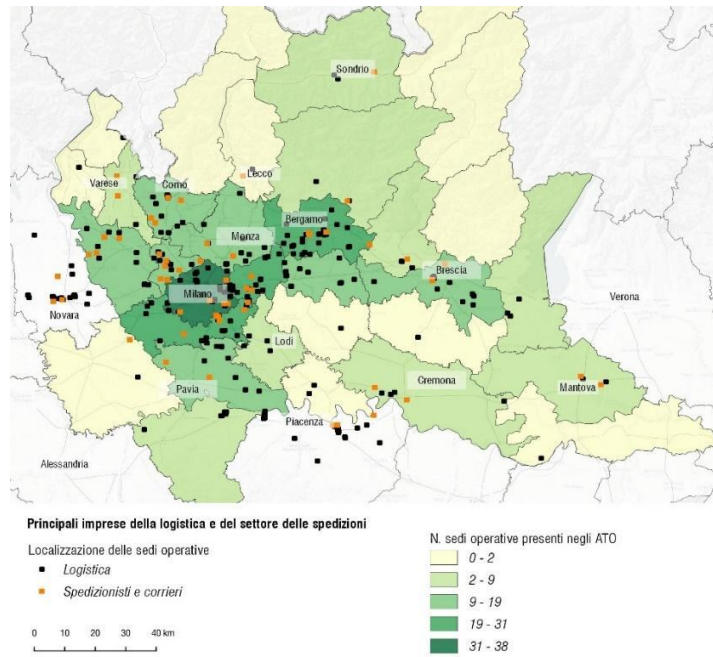 Sondrio
Lecco
Varese
Como
Bergamo
Monza
Brescia
Milano
Verona
Novara
Lodi
Pavia
Cremona
Mantova
Piacenza
Alessandria
Principali imprese della logistica e del settore delle spedizioni
Localizzazione delle sedi operative
Logistica
Spedizionisti e corrieri
0 10 20 30 40 km
N. sedi operative presenti negli ATO
0 - 2
2 - 9
9 - 19
19 - 31
31 - 38